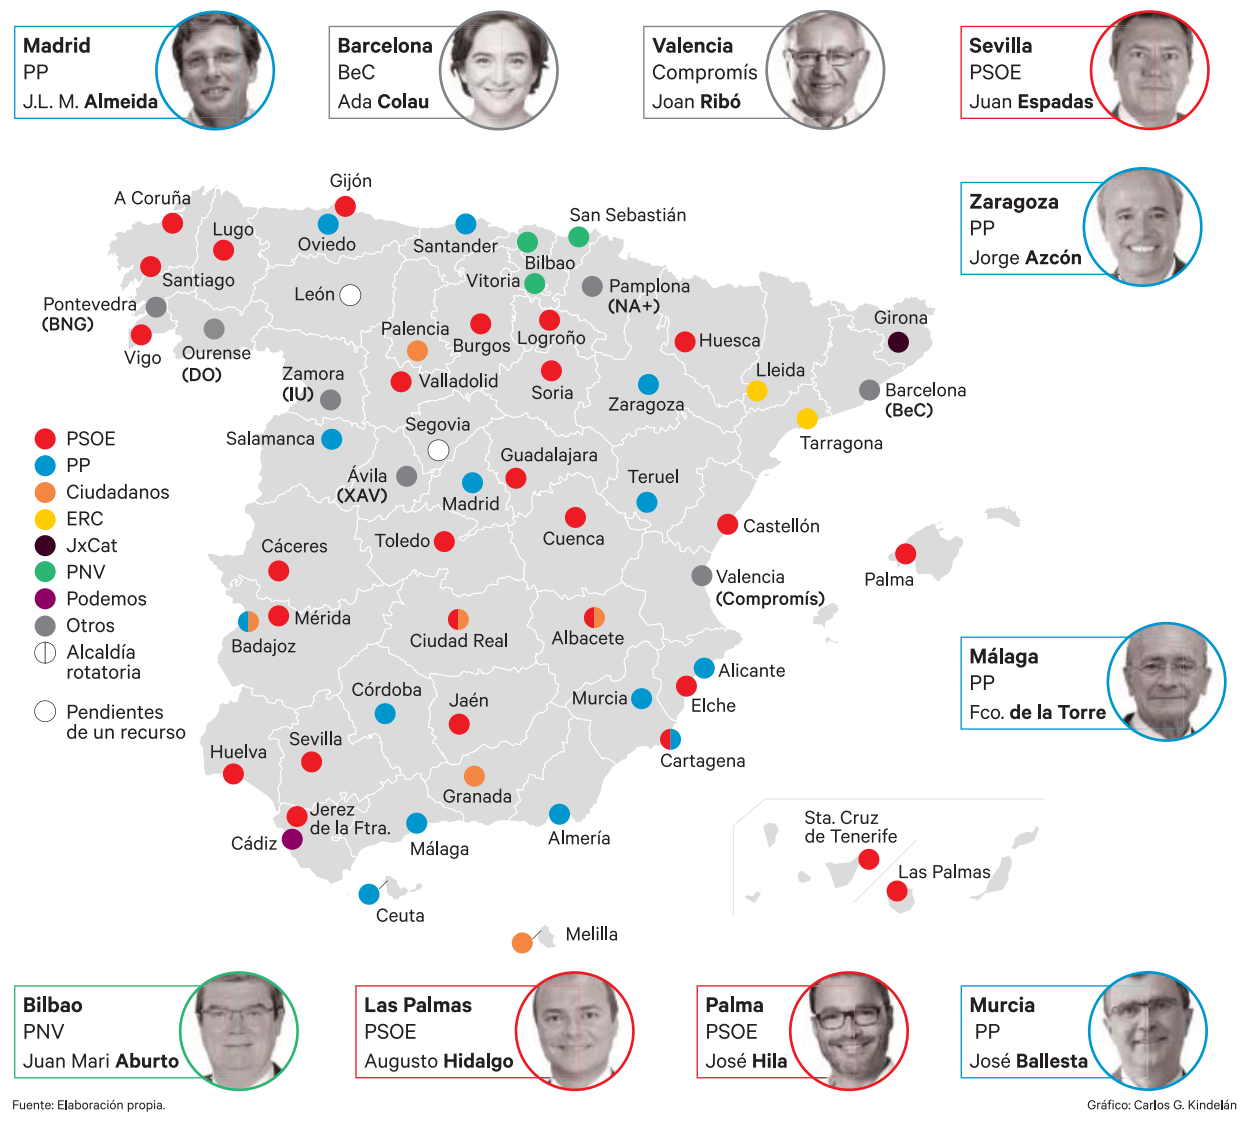 Madrid
PP
J.L. M. Almeida
Barcelona
BeC
Ada Colau
Valencia
Compromís
Joan Ribó
Sevilla
PSOE
Juan Espadas
Zaragoza
PP
Jorge Azcón
Gijón
A Coruña
Lugo
Oviedo
Santander
San Sebastián
Bilbao
Vitoria
Santiago
Pamplona
(NA+)
León
Pontevedra
(BNG)
Vigo
Ourense
(DO)
Palencia
Burgos
Logroño
Huesca
Girona
Zamora
(IU)
Valladolid
Soria
Zaragoza
Lleida
Barcelona
(BeC)
Tarragona
Salamanca
Segovia
Ávila
(XAV)
Madrid
Guadalajara
Teruel
Toledo
Cuenca
Castellón
Cáceres
Valencia
(Compromís)
Palma
Mérida
Badajoz
Ciudad Real
Albacete
Alicante
Elche
Murcia
Cartagena
Córdoba
Jaén
Sevilla
Huelva
Granada
Jerez
de la Ftra.
Cádiz
Málaga
Almería
Ceuta
Melilla
Sta. Cruz
de Tenerife
Las Palmas
PSOE
PP
Ciudadanos
ERC
JxCat
PNV
Podemos
Otros
Alcaldía
rotatoria
Pendientes
de un recurso
Málaga
PP
Fco. de la Torre
Bilbao
PNV
Juan Mari Aburto
Las Palmas
PSOE
Augusto Hidalgo
Palma
PSOE
José Hila
Murcia
PP
José Ballesta
Fuente: Elaboración propia.
Gráfico: Carlos G. Kindelán